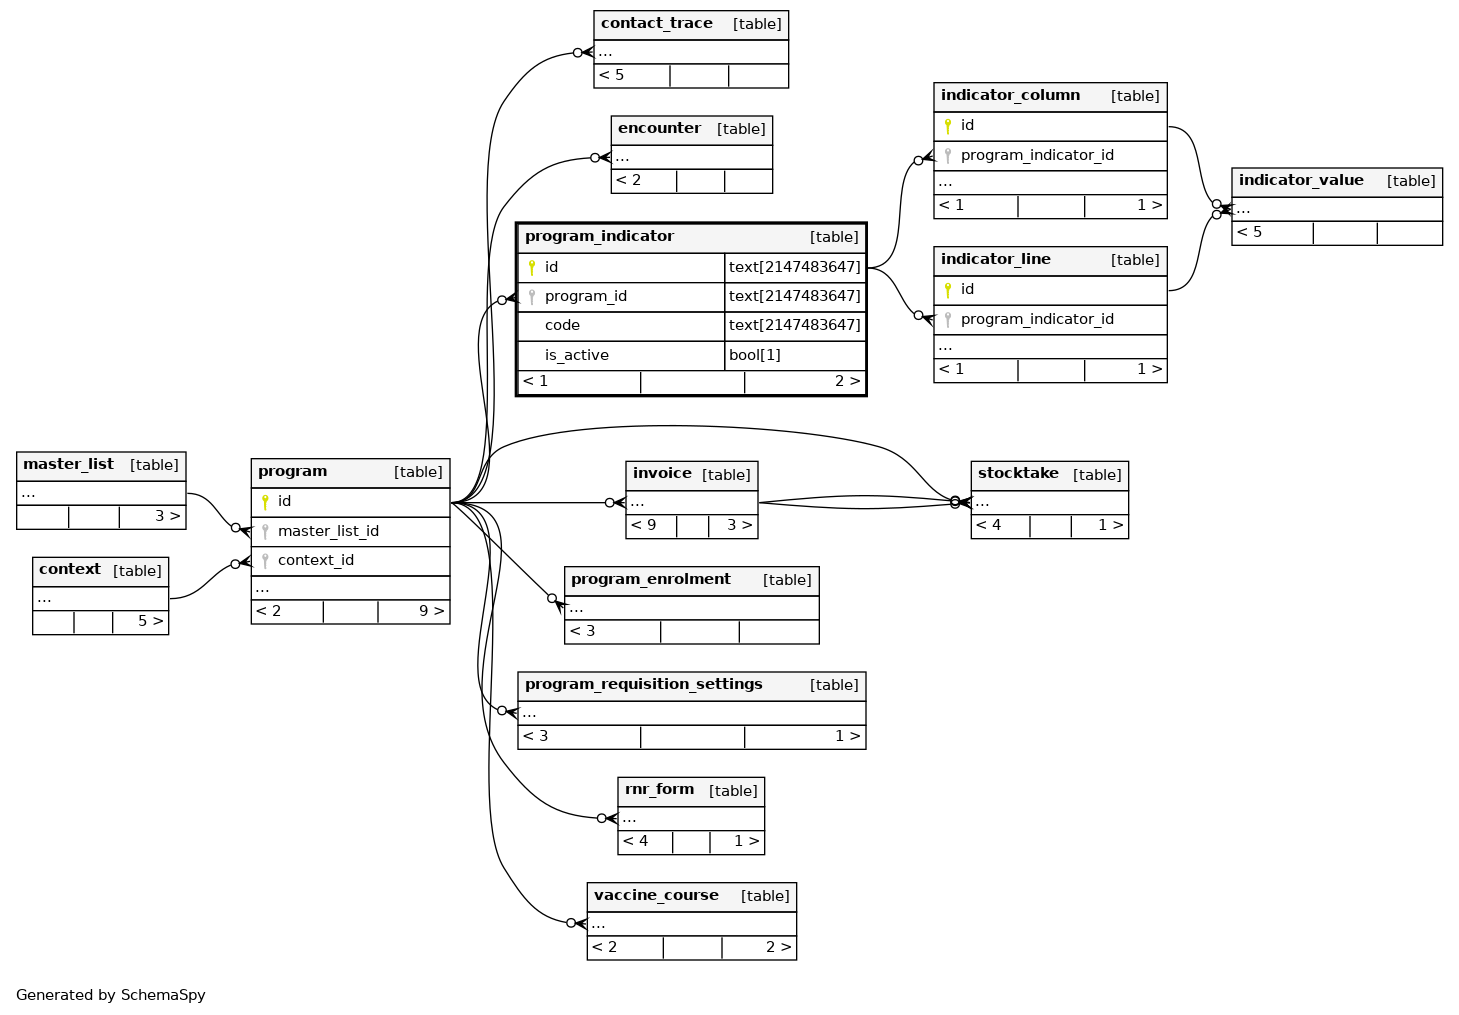 contact_trace [table]
...
< 5
encounter [table]
...
< 2
program_indicator [table]
id text[2147483647]
program_id text[2147483647]
code text[2147483647]
is_active bool[1]
< 1 2 >
indicator_column [table]
id
program_indicator_id
...
< 1 1 >
indicator_line [table]
id
program_indicator_id
...
< 1 1 >
indicator_value [table]
...
< 5
master_list [table]
...
3 >
context [table]
...
5 >
program [table]
id
master_list_id
context_id
...
< 2 9 >
invoice [table]
...
< 9 3 >
stocktake [table]
...
< 4 1 >
program_enrolment [table]
...
< 3
program_requisition_settings [table]
...
< 3 1 >
rnr_form [table]
...
< 4 1 >
vaccine_course [table]
...
< 2 2 >
Generated by SchemaSpy